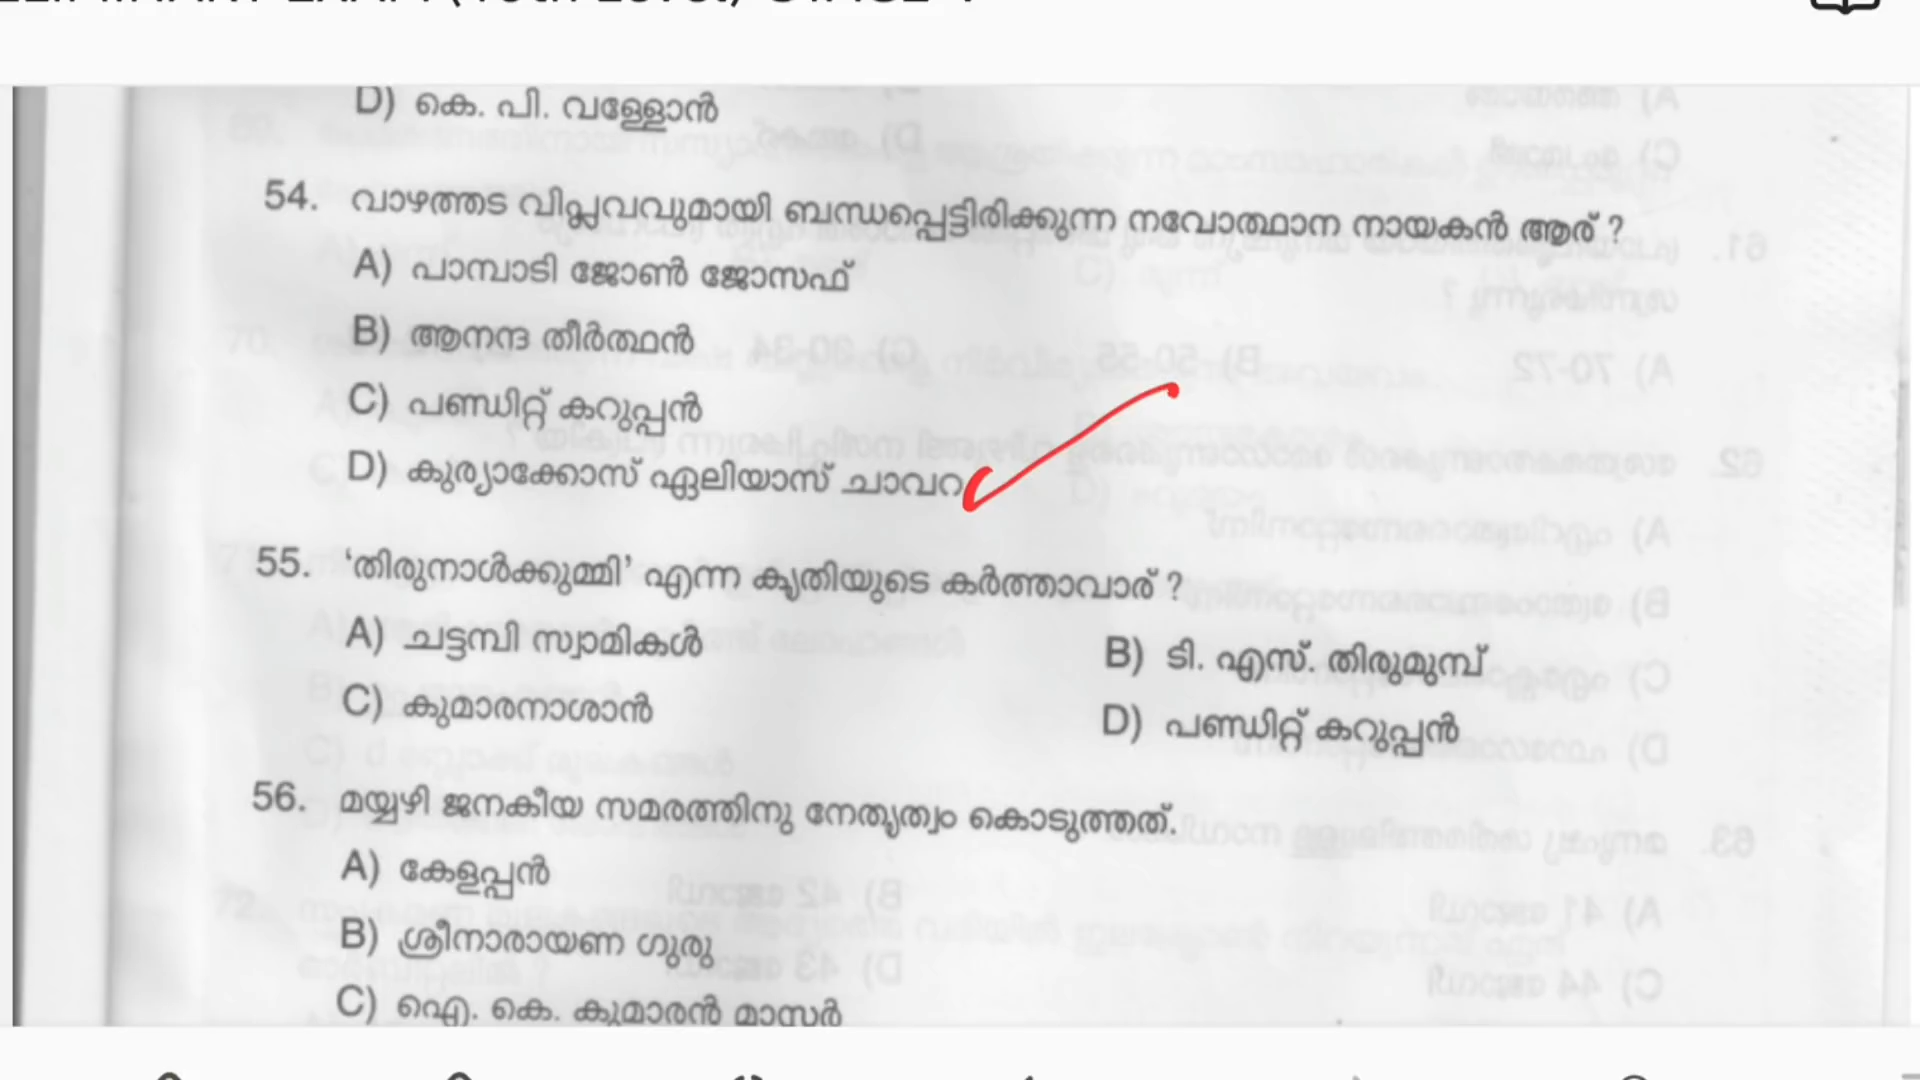 D) കെ. പി. വള്ളോൻ
54. വാഴത്തട വിപ്ലവവുമായി ബന്ധപ്പെട്ടിരിക്കുന്ന നവോത്ഥാന നായകൻ ആര് ?
A) പാമ്പാടി ജോൺ ജോസഫ്
B) ആനന്ദ തീർത്ഥൻ
C) പണ്ഡിറ്റ് കറുപ്പൻ
D) കുര്യാക്കോസ് ഏലിയാസ് ചാവറ
55. ‘തിരുനാൾക്കുമ്മി’ എന്ന കൃതിയുടെ കർത്താവാര് ?
A) ചട്ടമ്പി സ്വാമികൾ B) ടി. എസ്. തിരുമുമ്പ്
C) കുമാരനാശാൻ D) പണ്ഡിറ്റ് കറുപ്പൻ
56. മയ്യഴി ജനകീയ സമരത്തിനു നേതൃത്വം കൊടുത്തത്.
A) കേളപ്പൻ
B) ശ്രീനാരായണ ഗുരു
C) ഐ. കെ. കുമാരൻ മാസ്റ്റർ